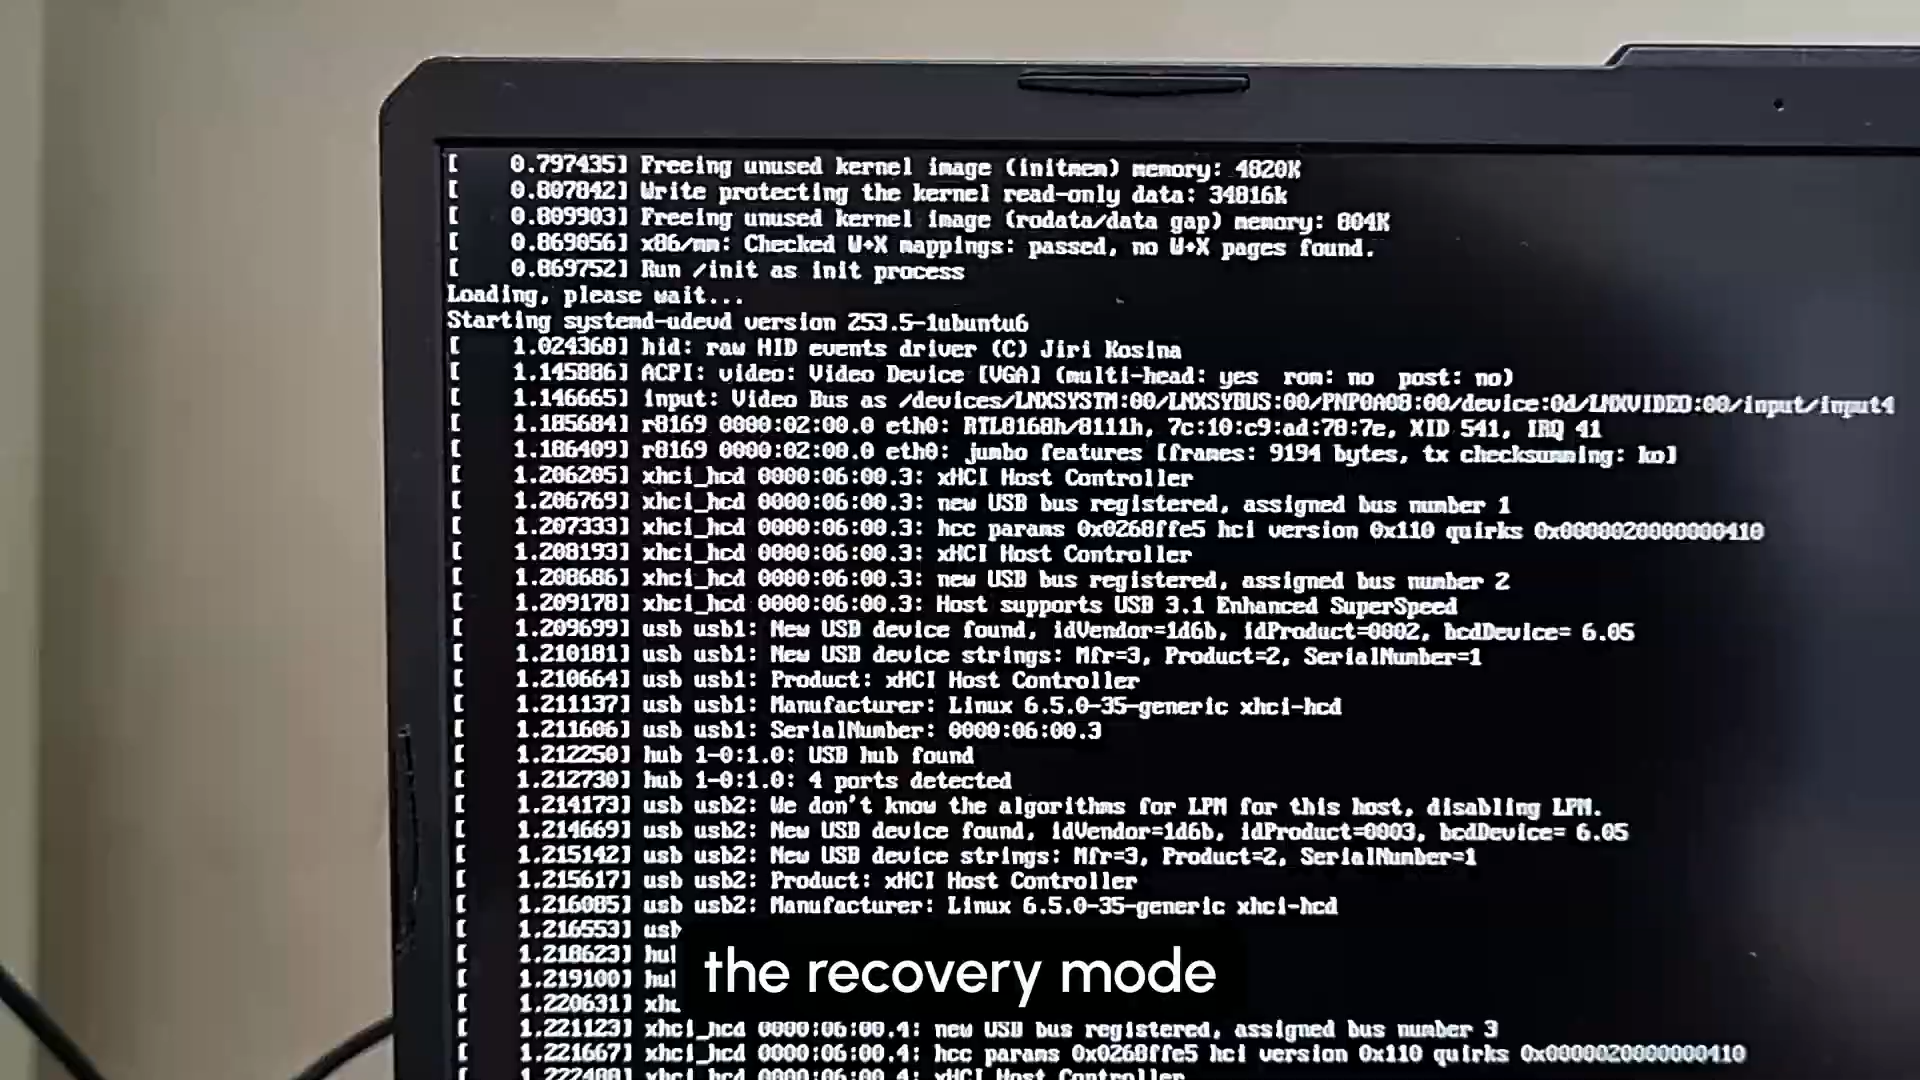 [    0.797435] Freeing unused kernel image (initmem) memory: 4820K
[    0.807842] Write protecting the kernel read-only data: 34816k
[    0.809903] Freeing unused kernel image (rodata/data gap) memory: 804K
[    0.869056] x86/mm: Checked W+X mappings: passed, no W+X pages found.
[    0.869752] Run /init as init process
Loading, please wait...
Starting systemd-udevd version 253.5-1ubuntu6
[    1.024368] hid: raw HID events driver (C) Jiri Kosina
[    1.145886] ACPI: video: Video Device [VGA] (multi-head: yes  rom: no  post: no)
[    1.146665] input: Video Bus as /devices/LNXSYSTM:00/LNXSYBUS:00/PNP0A08:00/device:0d/LNXVIDEO:00/input/input4
[    1.185684] r8169 0000:02:00.0 eth0: RTL8168h/8111h, 7c:10:c9:ad:78:7e, XID 541, IRQ 41
[    1.186409] r8169 0000:02:00.0 eth0: jumbo features [frames: 9194 bytes, tx checksumming: ko]
[    1.206205] xhci_hcd 0000:06:00.3: xHCI Host Controller
[    1.206769] xhci_hcd 0000:06:00.3: new USB bus registered, assigned bus number 1
[    1.207333] xhci_hcd 0000:06:00.3: hcc params 0x0268ffe5 hci version 0x110 quirks 0x0000020000000410
[    1.208193] xhci_hcd 0000:06:00.3: xHCI Host Controller
[    1.208686] xhci_hcd 0000:06:00.3: new USB bus registered, assigned bus number 2
[    1.209178] xhci_hcd 0000:06:00.3: Host supports USB 3.1 Enhanced SuperSpeed
[    1.209699] usb usb1: New USB device found, idVendor=1d6b, idProduct=0002, bcdDevice= 6.05
[    1.210181] usb usb1: New USB device strings: Mfr=3, Product=2, SerialNumber=1
[    1.210664] usb usb1: Product: xHCI Host Controller
[    1.211137] usb usb1: Manufacturer: Linux 6.5.0-35-generic xhci-hcd
[    1.211606] usb usb1: SerialNumber: 0000:06:00.3
[    1.212250] hub 1-0:1.0: USB hub found
[    1.212730] hub 1-0:1.0: 4 ports detected
[    1.214173] usb usb2: We don't know the algorithms for LPM for this host, disabling LPM.
[    1.214669] usb usb2: New USB device found, idVendor=1d6b, idProduct=0003, bcdDevice= 6.05
[    1.215142] usb usb2: New USB device strings: Mfr=3, Product=2, SerialNumber=1
[    1.215617] usb usb2: Product: xHCI Host Controller
[    1.216085] usb usb2: Manufacturer: Linux 6.5.0-35-generic xhci-hcd
[    1.216553] usb
[    1.218623]
[    1.219100]
[    1.220631]
the recovery mode
[    1.221123] xhci_hcd 0000:06:00.4: new USB bus registered, assigned bus number 3
[    1.221667] xhci_hcd 0000:06:00.4: hcc params 0x0268ffe5 hci version 0x110 quirks 0x0000020000000410
[    1.222488] xhci_hcd 0000:06:00.4: xHCI Host Controller